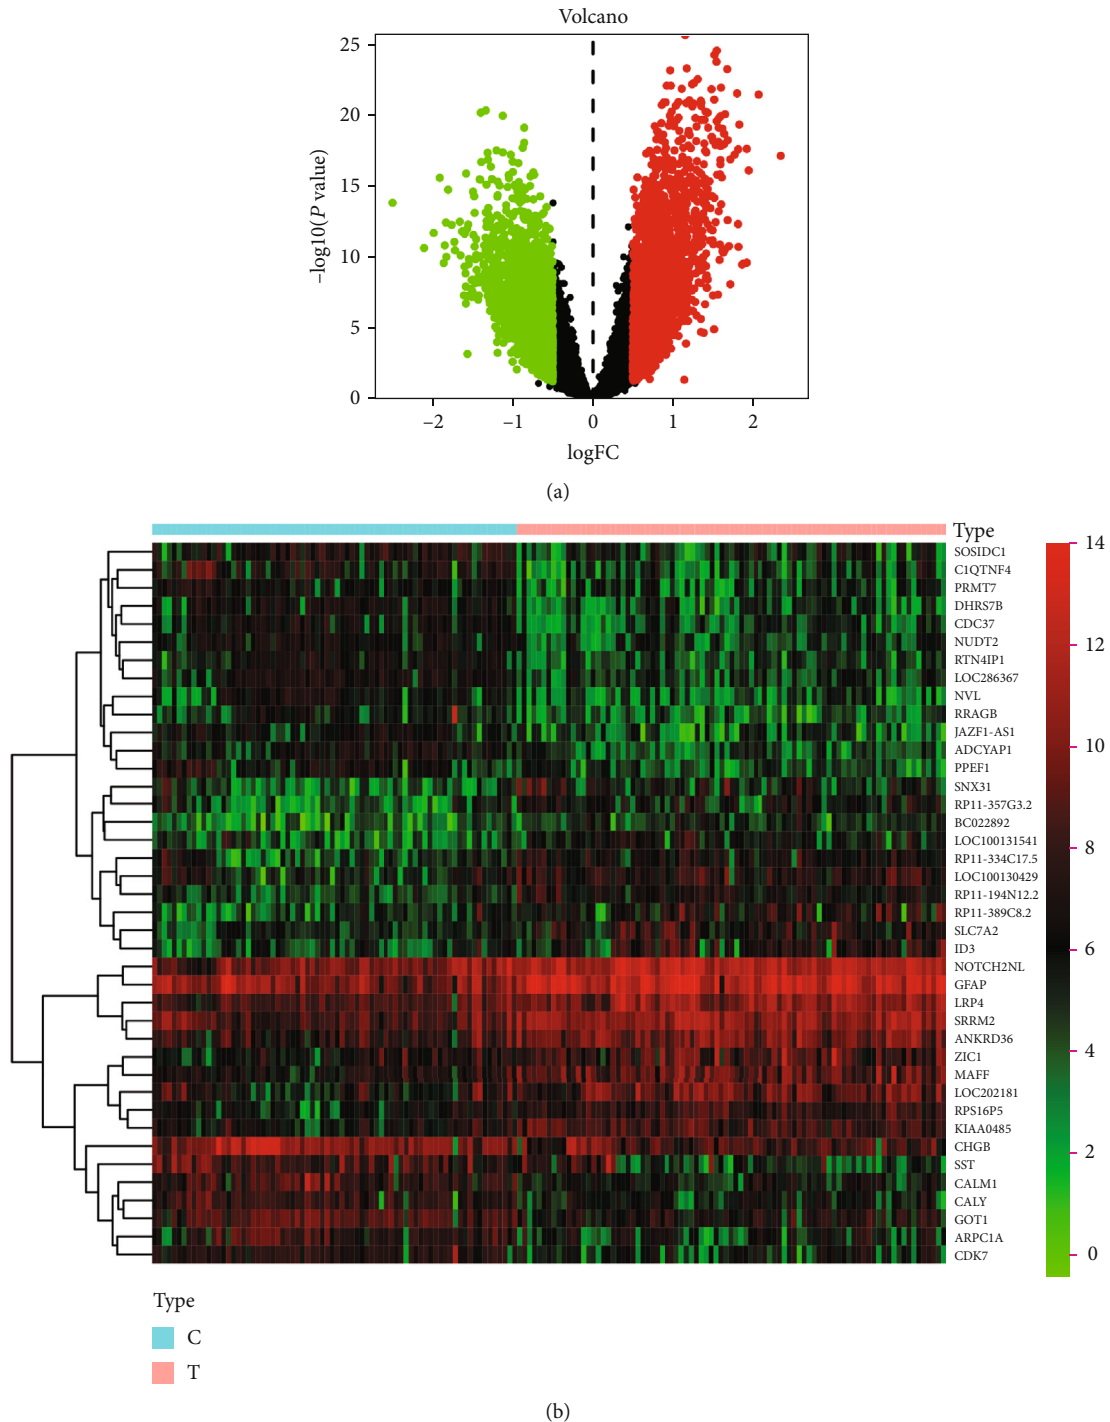 Volcano
25
20
15
10
5
0
–log10(P value)
–2 –1 0 1 2
logFC
(a)
Type
SOSIDC1
C1QTNF4
PRMT7
DHRS7B
CDC37
NUDT2
RTN4IP1
LOC286367
NVL
RRAGB
JAZF1-AS1
ADCYAP1
PPEF1
SNX31
RP11-357G3.2
BC022892
LOC100131541
RP11-334C17.5
LOC100130429
RP11-194N12.2
RP11-389C8.2
SLC7A2
ID3
NOTCH2NL
GFAP
LRP4
SRRM2
ANKRD36
ZIC1
MAFF
LOC202181
RPS16P5
KIAA0485
CHGB
SST
CALM1
CALY
GOT1
ARPC1A
CDK7
14
12
10
8
6
4
2
0
Type
C
T
(b)